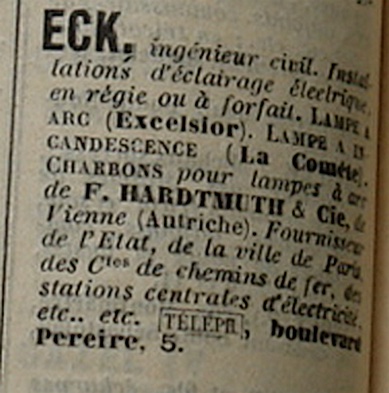 ECK, ingénieur civil. Instal-
lations d'éclairage électrique,
en régie ou à forfait. LAMPE A
ARC (Excelsior). LAMPE A IN-
CANDESCENCE (La Comète).
CHARBONS pour lampes à arc
de F. HARDTMUTH & Cie, de
Vienne (Autriche). Fournisseur
de l'Etat, de la ville de Paris,
des Cies de chemins de fer, des
stations centrales d'électricité,
etc.. etc. TÉLÉPH., boulevard
Pereire, 5.